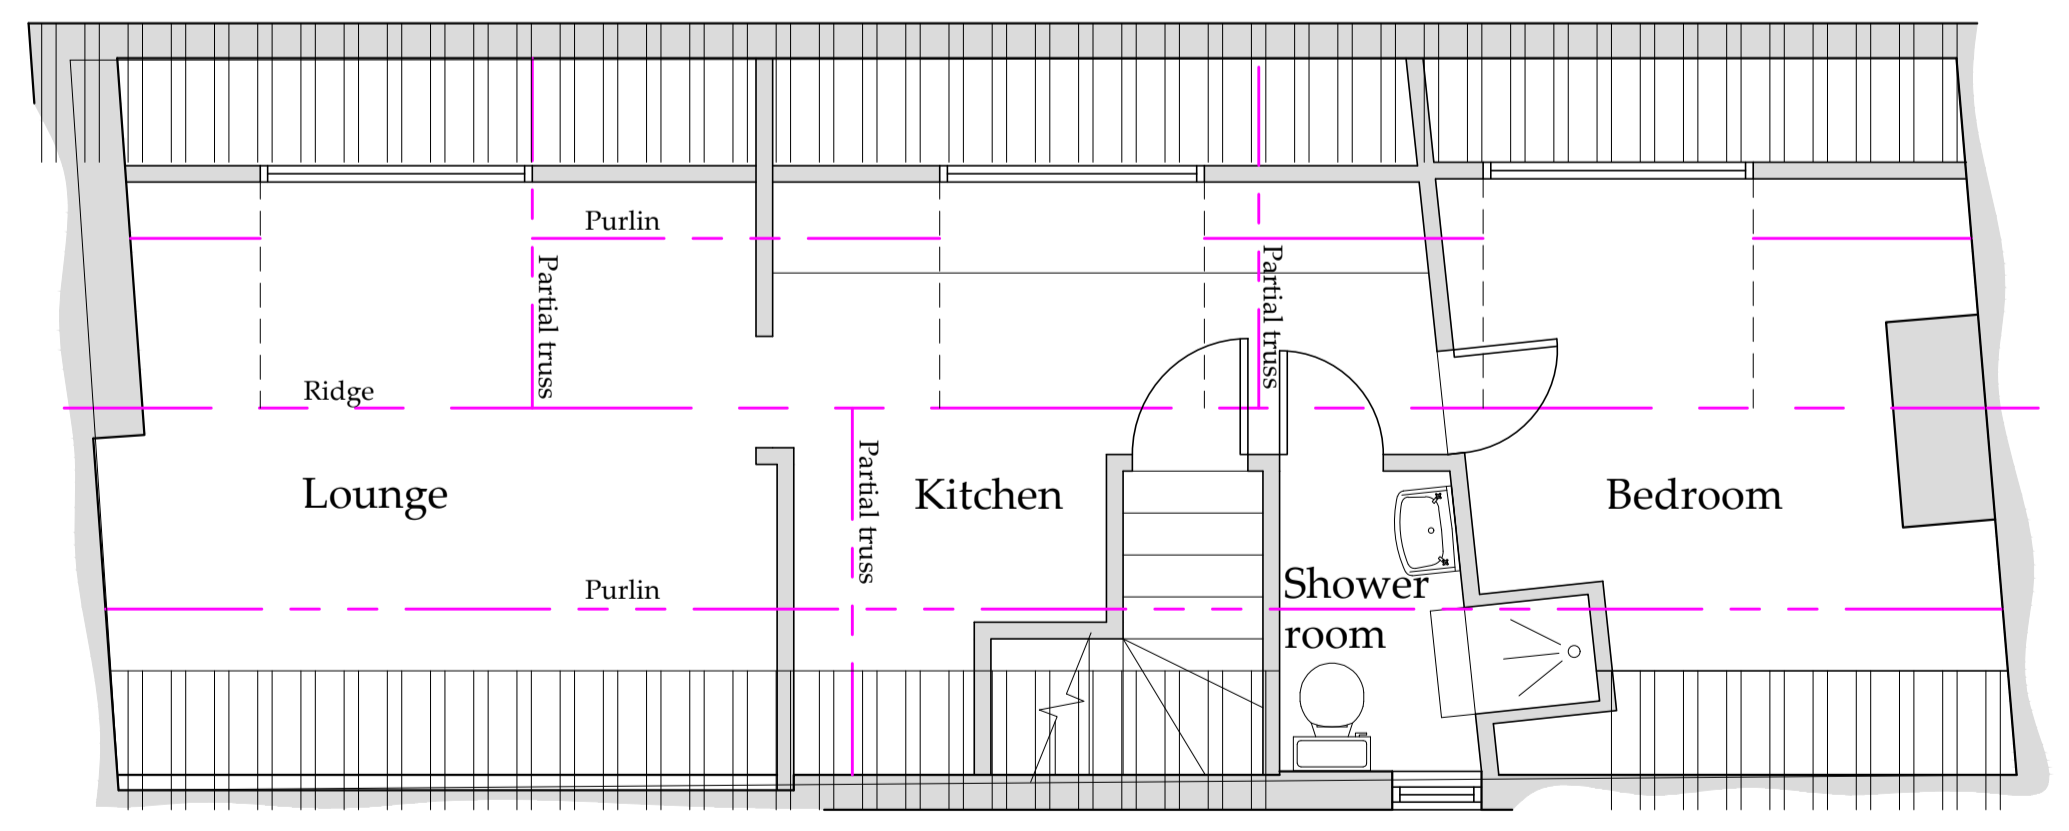 Purlin
Partial truss
Partial truss
Ridge
Partial truss
Lounge
Kitchen
Bedroom
Purlin
Shower
room